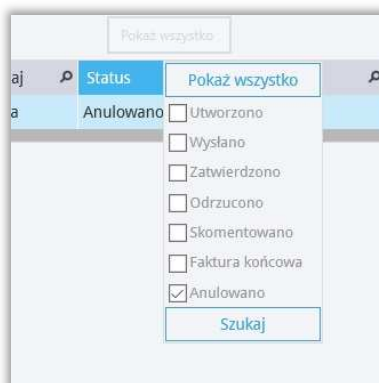 Pokaż wszystko
aj Status Pokaż wszystko
a Anulowano
Utworzono
Wysłano
Zatwierdzono
Odrzucono
Skomentowano
Faktura końcowa
Anulowano
Szukaj